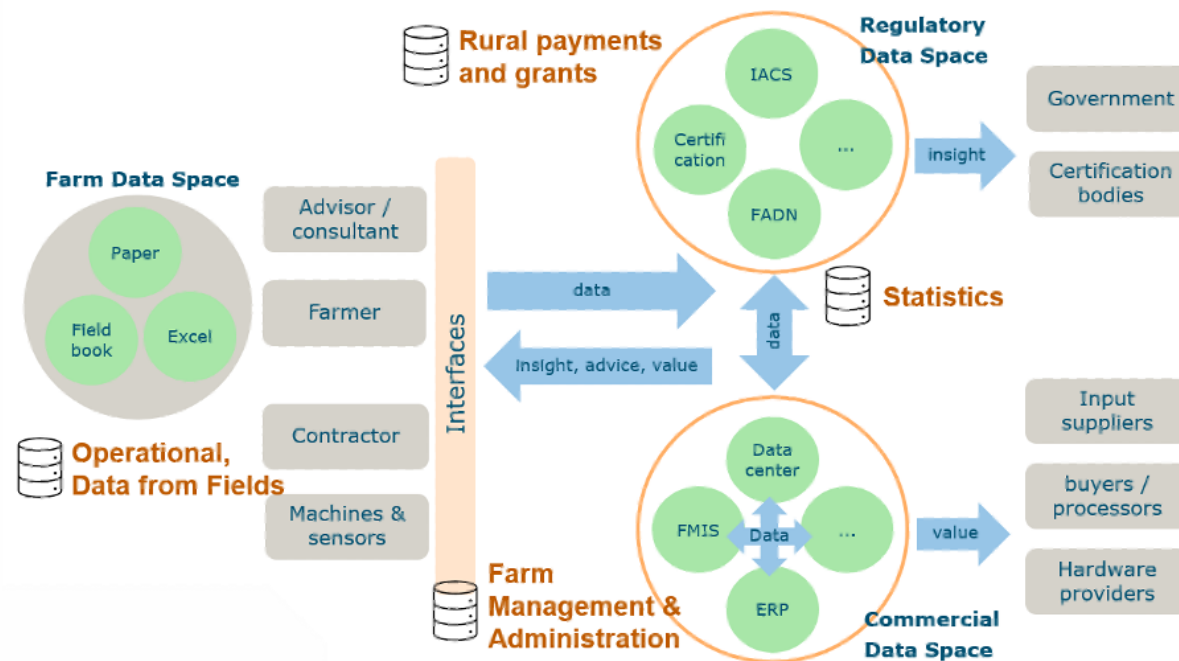 Rural payments
and grants
Regulatory
Data Space
IACS
Certifi
cation
...
FADN
insight
Government
Certification
bodies
Farm Data Space
Paper
Field
book
Excel
Advisor /
consultant
Farmer
Contractor
Machines &
sensors
Operational,
Data from Fields
Interfaces
data
insight, advice, value
data
Statistics
Farm
Management &
Administration
Data
center
FMIS
Data
...
ERP
Commercial
Data Space
value
Input
suppliers
buyers /
processors
Hardware
providers